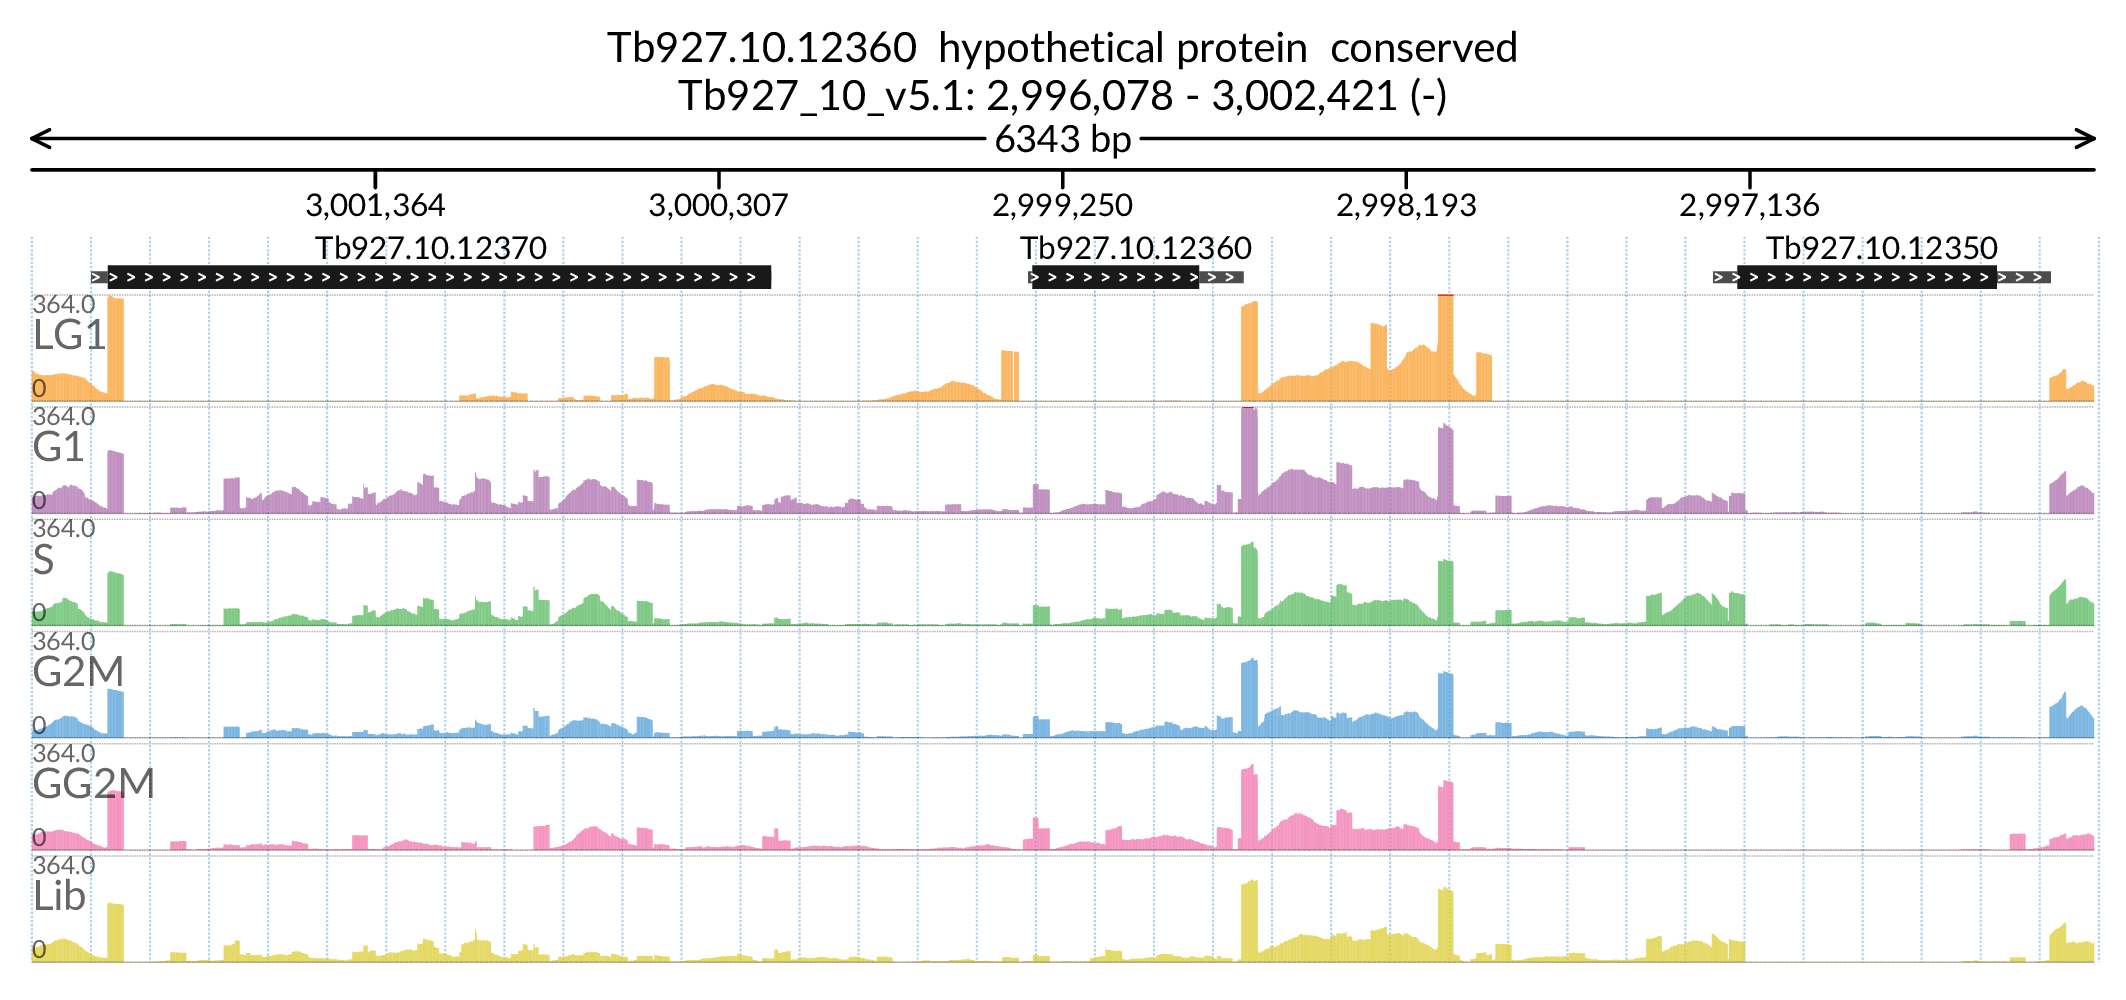 Tb927.10.12360 hypothetical protein conserved
Tb927_10_v5.1: 2,996,078 - 3,002,421 (-)
6343 bp
3,001,364 3,000,307 2,999,250 2,998,193 2,997,136
Tb927.10.12370 Tb927.10.12360 Tb927.10.12350
364.0
LG1
0
364.0
G1
0
364.0
S
0
364.0
G2M
0
364.0
GG2M
0
364.0
Lib
0